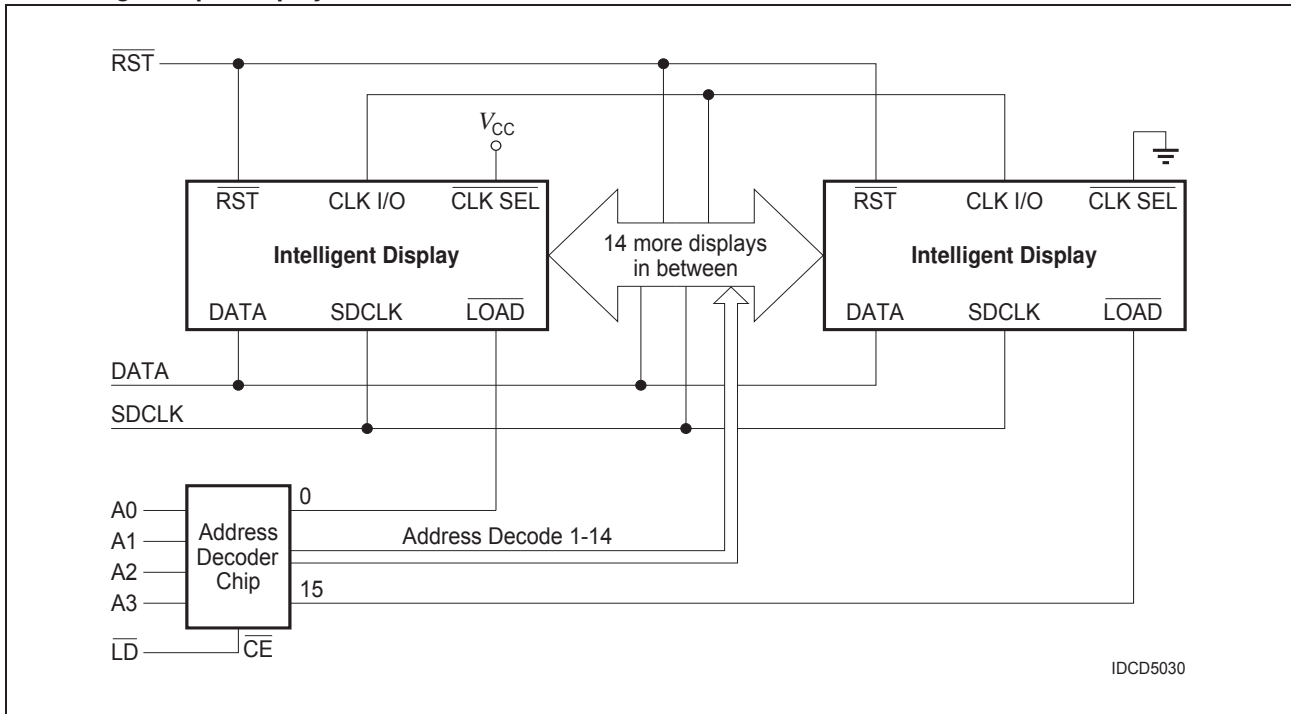 RST
V_CC
RST CLK I/O CLK SEL
Intelligent Display
DATA SDCLK LOAD
14 more displays
in between
RST CLK I/O CLK SEL
Intelligent Display
DATA SDCLK LOAD
DATA
SDCLK
A0
A1
A2
A3
LD
Address
Decoder
Chip
CE
0
Address Decode 1-14
15
IDCD5030